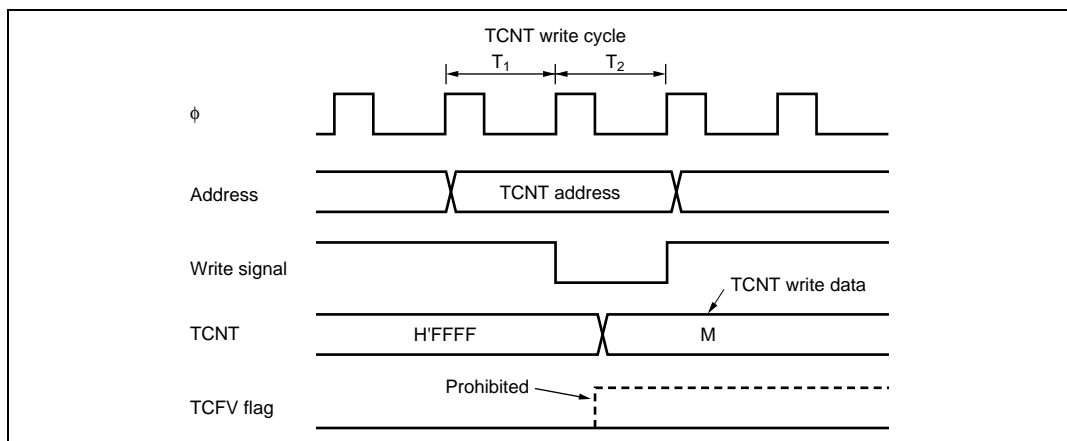 TCNT write cycle
T1 T2
ϕ
Address
TCNT address
Write signal
TCNT write data
TCNT
H'FFFF
M
Prohibited
TCFV flag